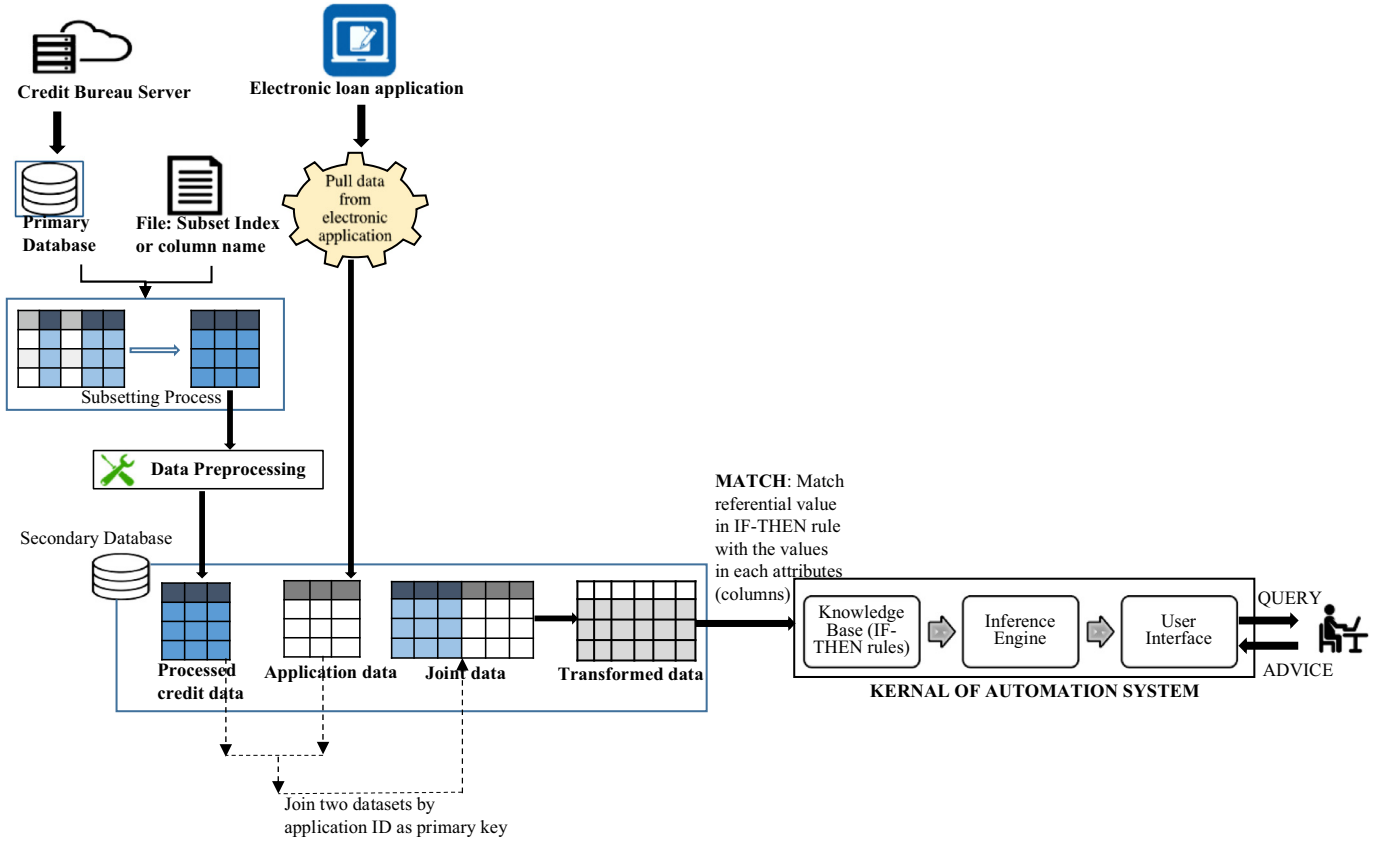 Credit Bureau Server
Electronic loan application
Pull data
from
electronic
application
Primary
Database
File: Subset Index
or column name
Subsetting Process
Data Preprocessing
Secondary Database
MATCH: Match
referential value
in IF-THEN rule
with the values
in each attributes
(columns)
Processed
credit data
Application data
Joint data
Transformed data
Knowledge
Base (IF-
THEN rules)
Inference
Engine
User
Interface
QUERY
ADVICE
KERNAL OF AUTOMATION SYSTEM
Join two datasets by
application ID as primary key